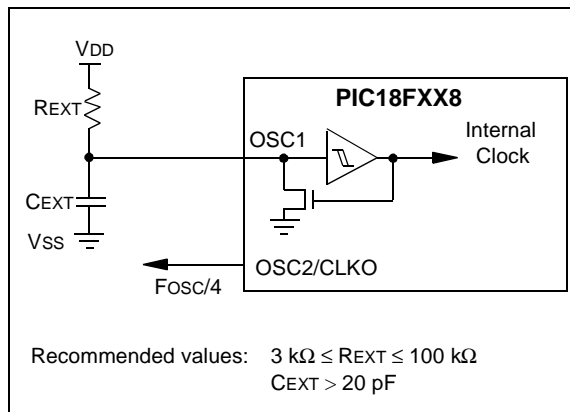 VDD
REXT
CEXT
VSS
PIC18FXX8
OSC1
Internal
Clock
OSC2/CLKO
FOSC/4
Recommended values: 3 kΩ ≤ REXT ≤ 100 kΩ
CEXT > 20 pF